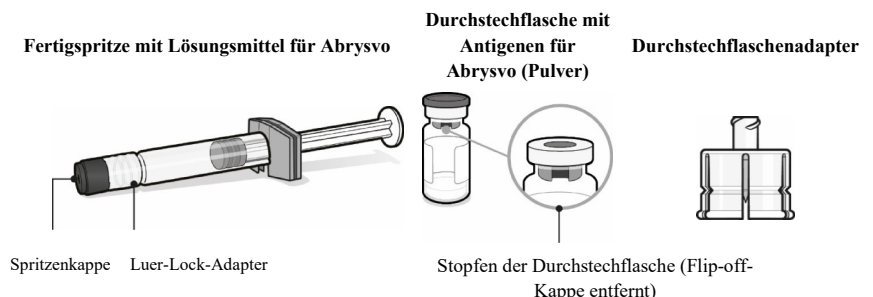 Fertigspritze mit Lösungsmittel für Abrysvo
Durchstechflasche mit
Antigenen für
Abrysvo (Pulver)
Durchstechflaschenadapter
Spritzenkappe
Luer-Lock-Adapter
Stopfen der Durchstechflasche (Flip-off-
Kappe entfernt)